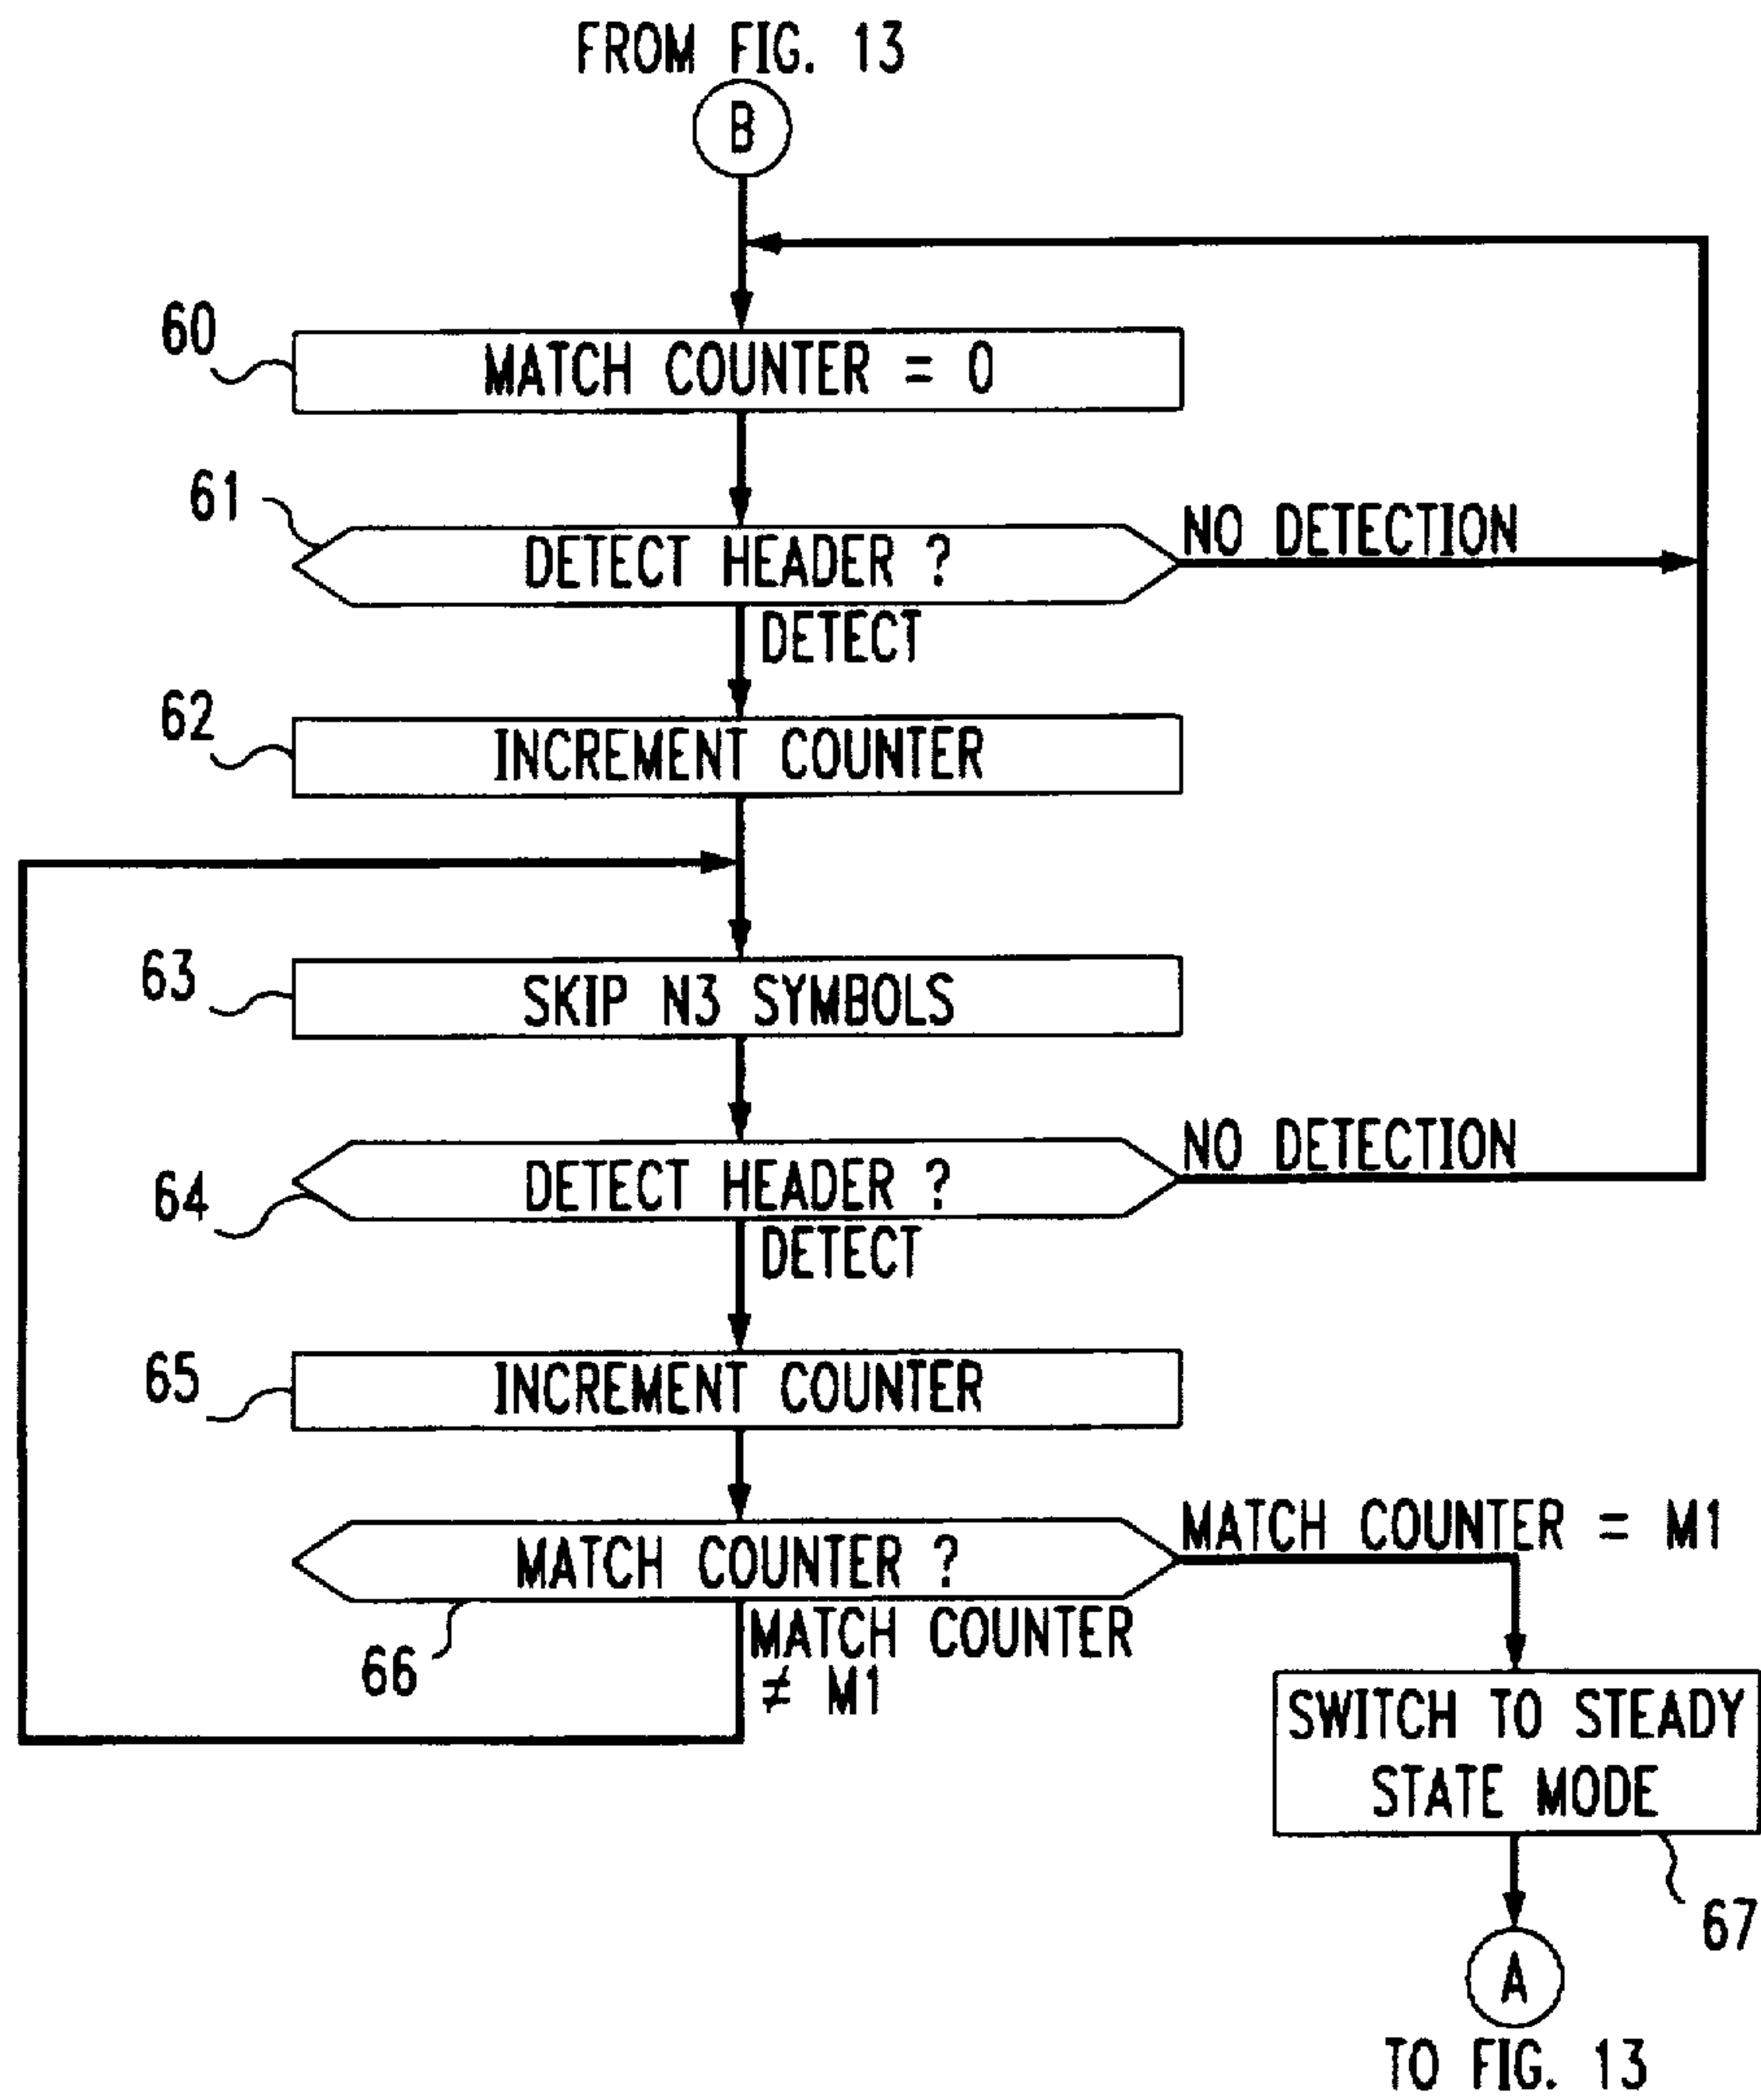 FROM FIG. 13
B
60
MATCH COUNTER = 0
61
DETECT HEADER ?
NO DETECTION
DETECT
62
INCREMENT COUNTER
63
SKIP N3 SYMBOLS
64
DETECT HEADER ?
NO DETECTION
DETECT
65
INCREMENT COUNTER
66
MATCH COUNTER ?
MATCH COUNTER = M1
MATCH COUNTER
≠ M1
SWITCH TO STEADY
STATE MODE
67
A
TO FIG. 13